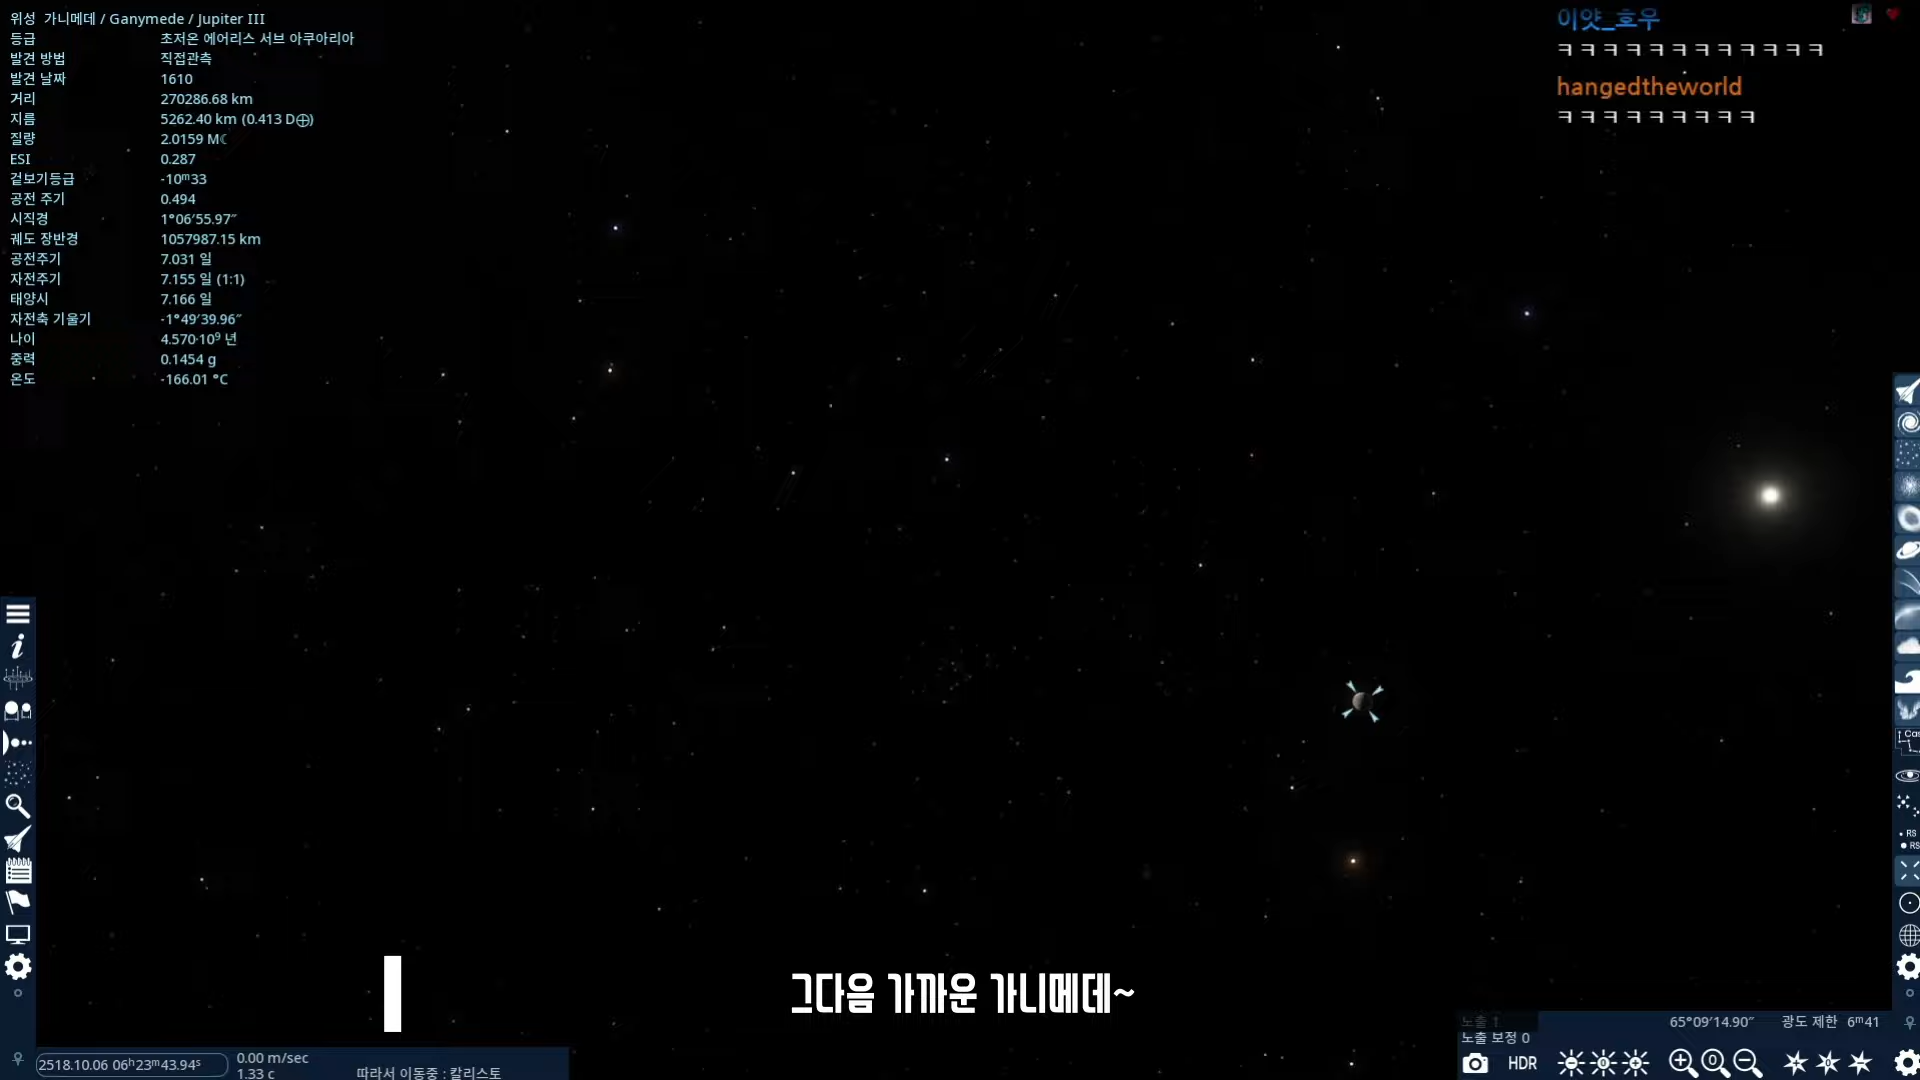 위성 가니메데 / Ganymede / Jupiter III
등급 초저온 에어리스 서브 아쿠아리아
발견 방법 직접관측
발견 날짜 1610
거리 270286.68 km
지름 5262.40 km (0.413 D⊕)
질량 2.0159 M☾
ESI 0.287
겉보기등급 -10ᵐ33
공전 주기 0.494
시직경 1°06′55.97″
궤도 장반경 1057987.15 km
공전주기 7.031 일
자전주기 7.155 일 (1:1)
태양시 7.166 일
자전축 기울기 -1°49′39.96″
나이 4.570·10⁹ 년
중력 0.1454 g
온도 -166.01 °C
이얏_호우
ㅋㅋㅋㅋㅋㅋㅋㅋㅋㅋㅋㅋ
hangedtheworld
ㅋㅋㅋㅋㅋㅋㅋㅋㅋ
Cas
RS
RS
그다음 가까운 가니메데~
노출 1 65°09′14.90″ 광도 제한 6ᵐ41
노출 보정 0
2518.10.06 06ʰ23ᵐ43.94ˢ
0.00 m/sec
1.33 c
따라서 이동중 : 칼리스토
HDR
0